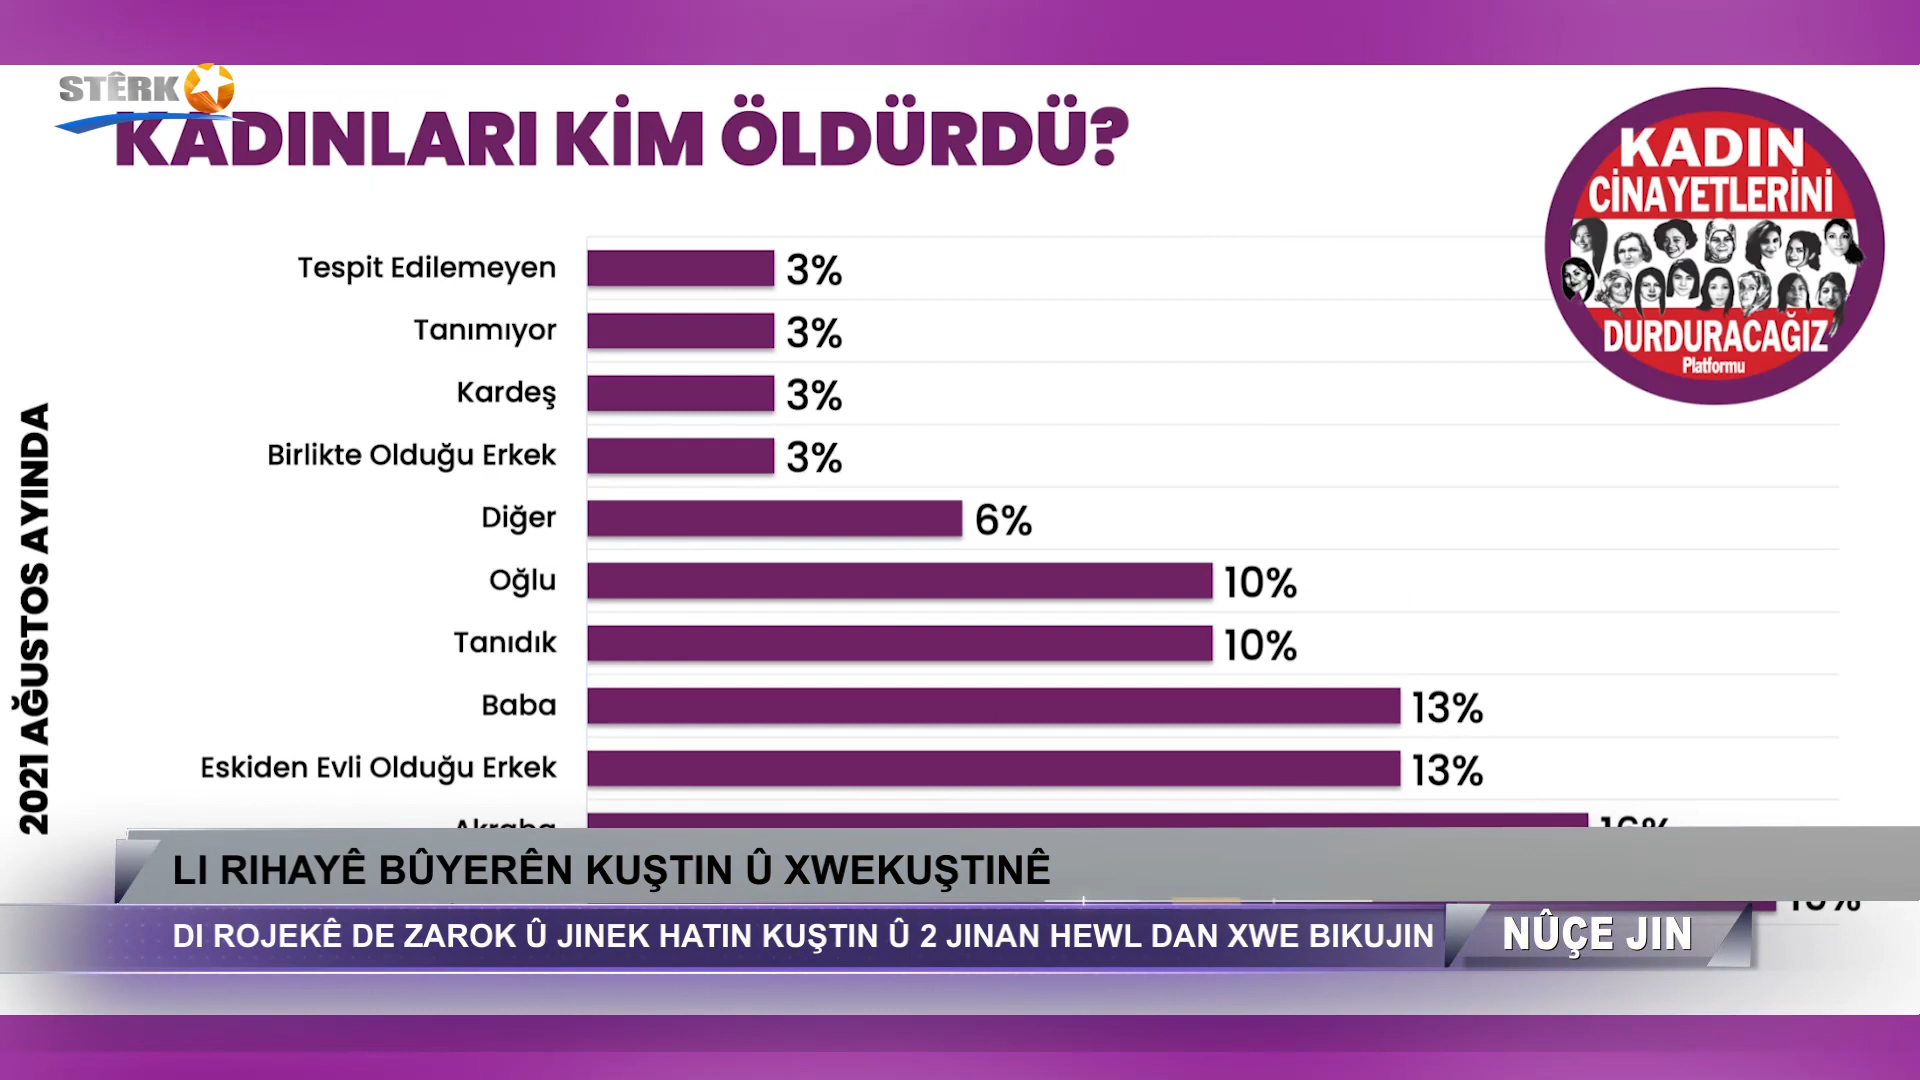 STÊRK
KADINLARI KİM ÖLDÜRDÜ?
KADIN
CİNAYETLERİNİ
DURDURACAĞIZ
Platformu
2021 AĞUSTOS AYINDA
Tespit Edilemeyen 3%
Tanımıyor 3%
Kardeş 3%
Birlikte Olduğu Erkek 3%
Diğer 6%
Oğlu 10%
Tanıdık 10%
Baba 13%
Eskiden Evli Olduğu Erkek 13%
Akraba 16%
LI RIHAYÊ BÛYERÊN KUŞTIN Û XWEKUŞTINÊ
DI ROJEKÊ DE ZAROK Û JINEK HATIN KUŞTIN Û 2 JINAN HEWL DAN XWE BIKUJIN
NÛÇE JIN